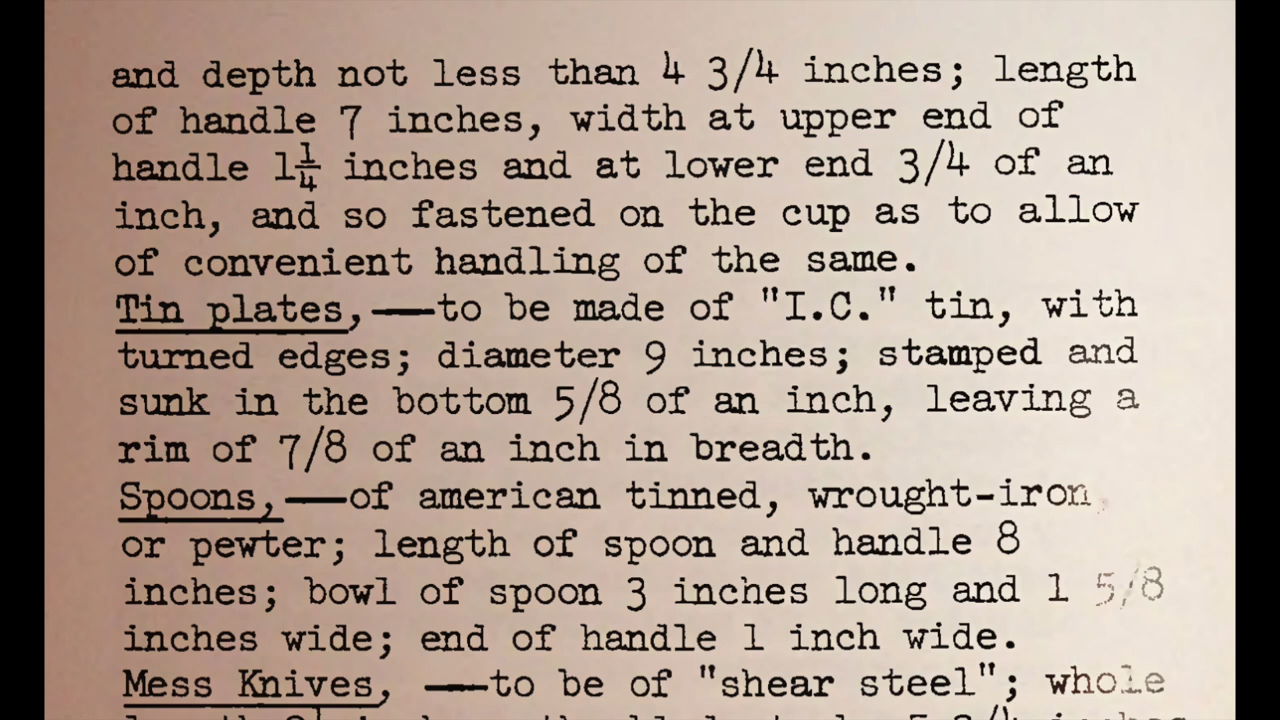 and depth not less than 4 3/4 inches; length
of handle 7 inches, width at upper end of
handle 1¼ inches and at lower end 3/4 of an
inch, and so fastened on the cup as to allow
of convenient handling of the same.
Tin plates,—to be made of "I.C." tin, with
turned edges; diameter 9 inches; stamped and
sunk in the bottom 5/8 of an inch, leaving a
rim of 7/8 of an inch in breadth.
Spoons,—of american tinned, wrought-iron
or pewter; length of spoon and handle 8
inches; bowl of spoon 3 inches long and 1 5/8
inches wide; end of handle 1 inch wide.
Mess Knives, —to be of "shear steel"; whole